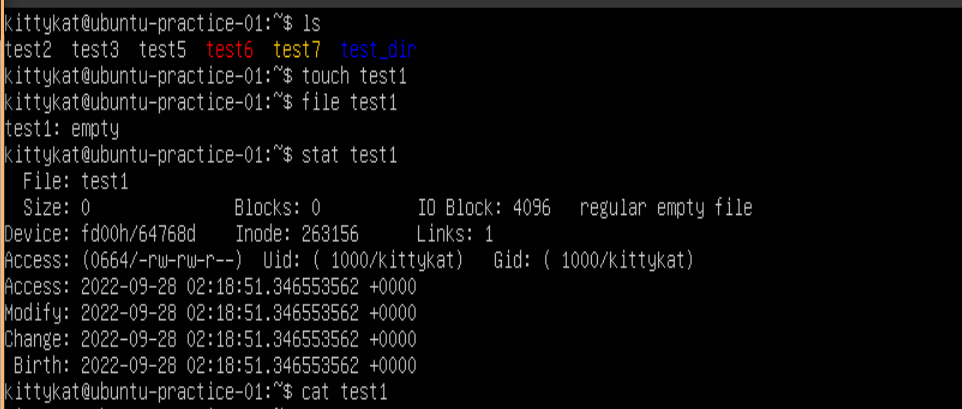 kittykat@ubuntu-practice-01:~$ ls
test2  test3  test5  test6  test7  test_dir
kittykat@ubuntu-practice-01:~$ touch test1
kittykat@ubuntu-practice-01:~$ file test1
test1: empty
kittykat@ubuntu-practice-01:~$ stat test1
  File: test1
  Size: 0               Blocks: 0          IO Block: 4096   regular empty file
Device: fd00h/64768d    Inode: 263156      Links: 1
Access: (0664/-rw-rw-r--)  Uid: ( 1000/kittykat)   Gid: ( 1000/kittykat)
Access: 2022-09-28 02:18:51.346553562 +0000
Modify: 2022-09-28 02:18:51.346553562 +0000
Change: 2022-09-28 02:18:51.346553562 +0000
 Birth: 2022-09-28 02:18:51.346553562 +0000
kittykat@ubuntu-practice-01:~$ cat test1